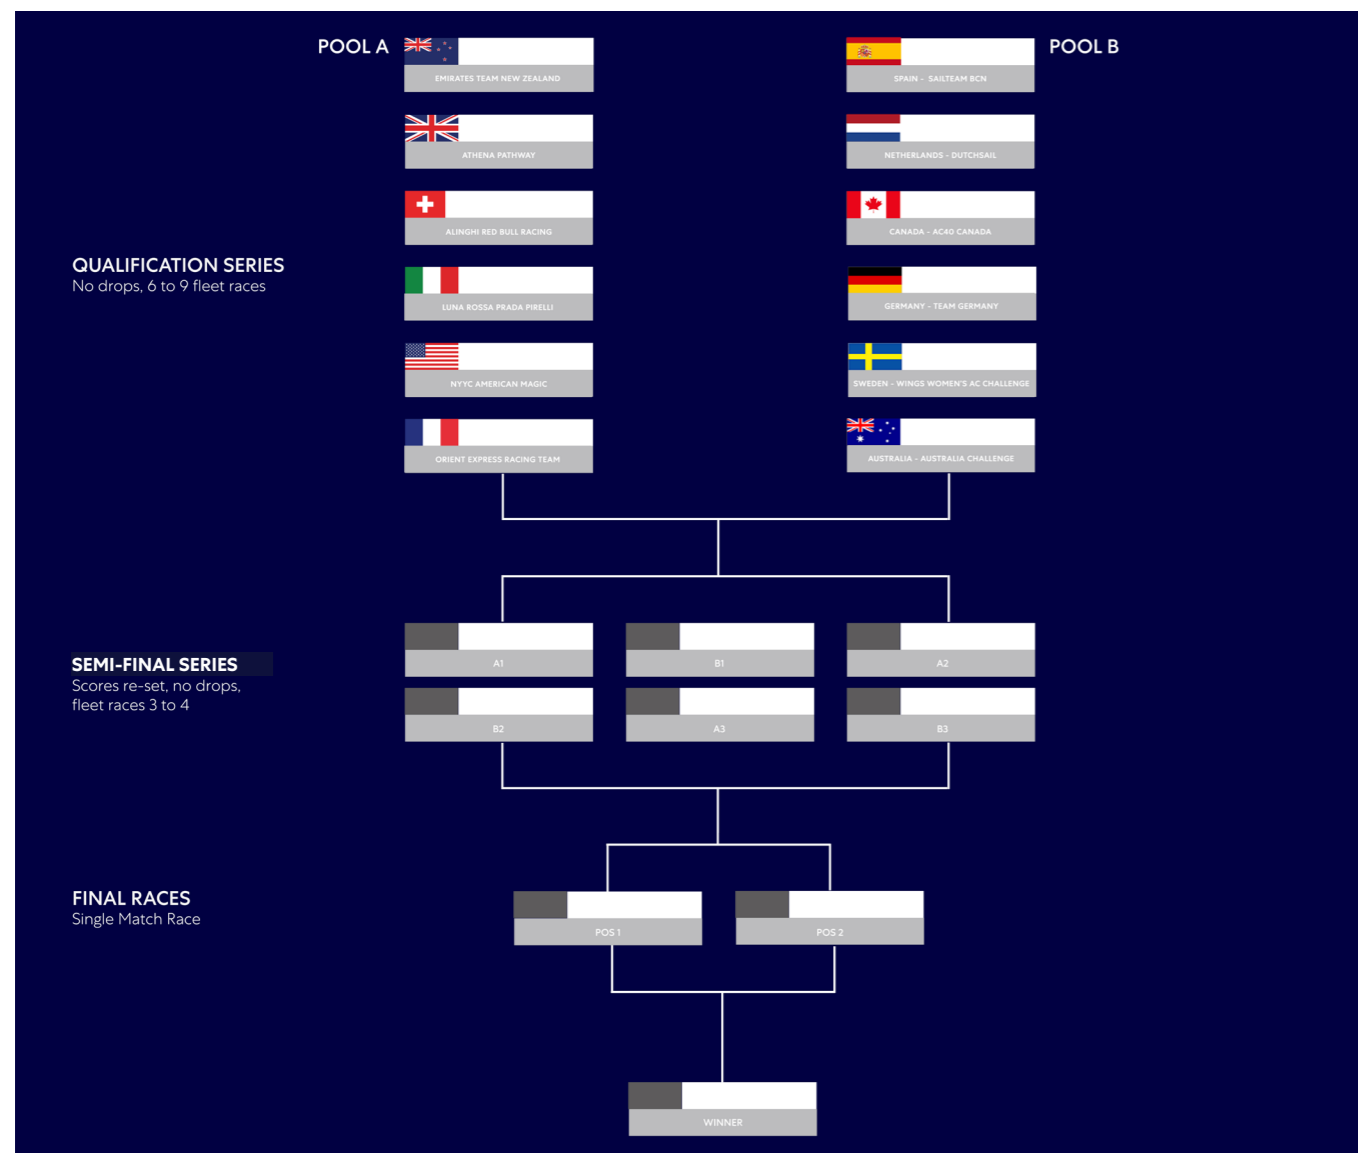 POOL A
POOL B
EMIRATES TEAM NEW ZEALAND
SPAIN - SAILTEAM BCN
ATHENA PATHWAY
NETHERLANDS - DUTCHSAIL
ALINGHI RED BULL RACING
CANADA - AC40 CANADA
QUALIFICATION SERIES
No drops, 6 to 9 fleet races
LUNA ROSSA PRADA PIRELLI
GERMANY - TEAM GERMANY
NYYC AMERICAN MAGIC
SWEDEN - WINGS WOMEN'S AC CHALLENGE
ORIENT EXPRESS RACING TEAM
AUSTRALIA - AUSTRALIA CHALLENGE
SEMI-FINAL SERIES
Scores re-set, no drops,
fleet races 3 to 4
A1
B1
A2
B2
A3
B3
FINAL RACES
Single Match Race
POS 1
POS 2
WINNER